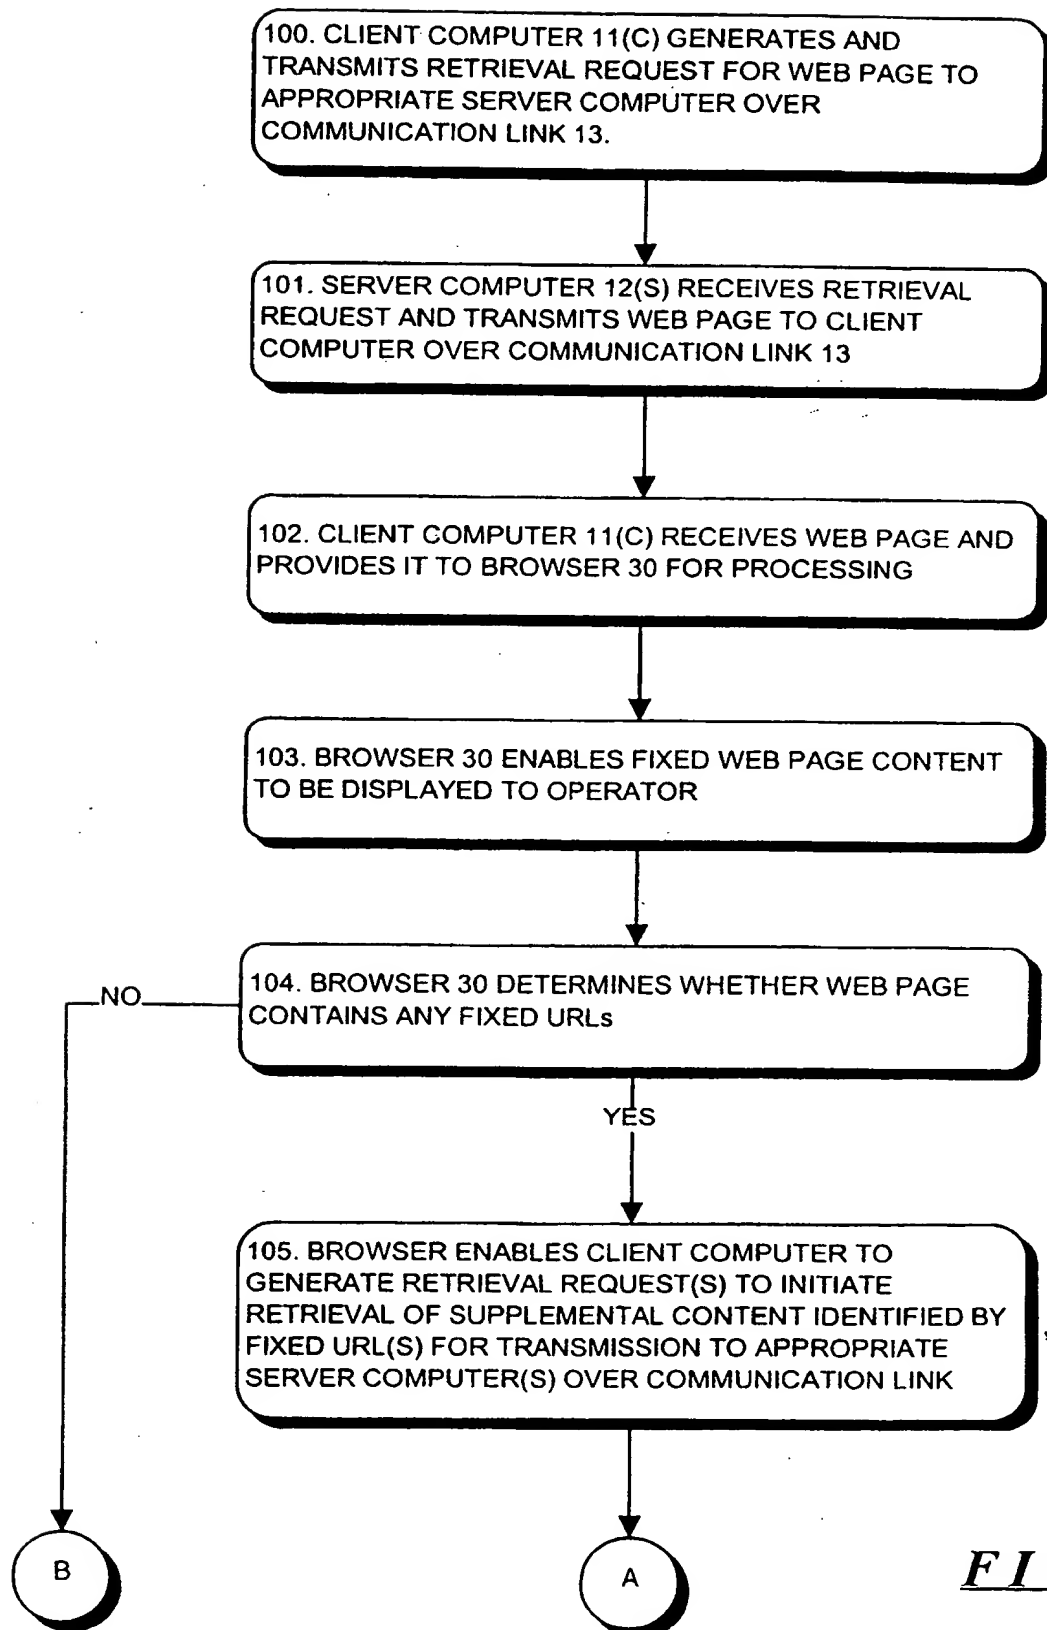 100. CLIENT COMPUTER 11(C) GENERATES AND
TRANSMITS RETRIEVAL REQUEST FOR WEB PAGE TO
APPROPRIATE SERVER COMPUTER OVER
COMMUNICATION LINK 13.
101. SERVER COMPUTER 12(S) RECEIVES RETRIEVAL
REQUEST AND TRANSMITS WEB PAGE TO CLIENT
COMPUTER OVER COMMUNICATION LINK 13
102. CLIENT COMPUTER 11(C) RECEIVES WEB PAGE AND
PROVIDES IT TO BROWSER 30 FOR PROCESSING
103. BROWSER 30 ENABLES FIXED WEB PAGE CONTENT
TO BE DISPLAYED TO OPERATOR
104. BROWSER 30 DETERMINES WHETHER WEB PAGE
CONTAINS ANY FIXED URLs
NO
YES
105. BROWSER ENABLES CLIENT COMPUTER TO
GENERATE RETRIEVAL REQUEST(S) TO INITIATE
RETRIEVAL OF SUPPLEMENTAL CONTENT IDENTIFIED BY
FIXED URL(S) FOR TRANSMISSION TO APPROPRIATE
SERVER COMPUTER(S) OVER COMMUNICATION LINK
B
A
F I